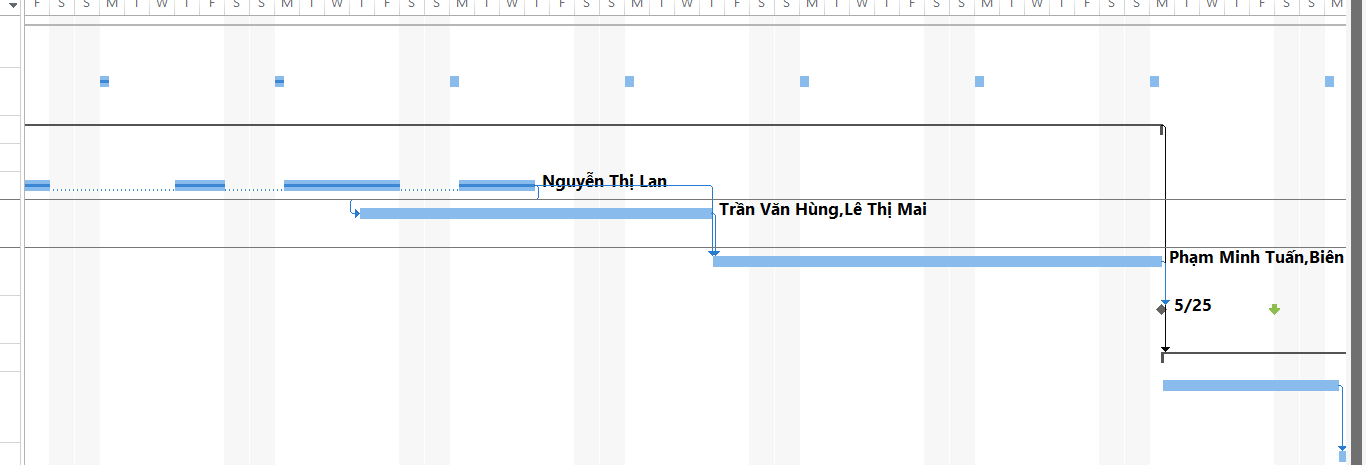 F S S M T W T F S S M T W T F S S M T W T F S S M T W T F S S M T W T F S S M T W T F S S M T W T F S S M
Nguyễn Thị Lan
Trần Văn Hùng,Lê Thị Mai
Phạm Minh Tuấn,Biên
5/25